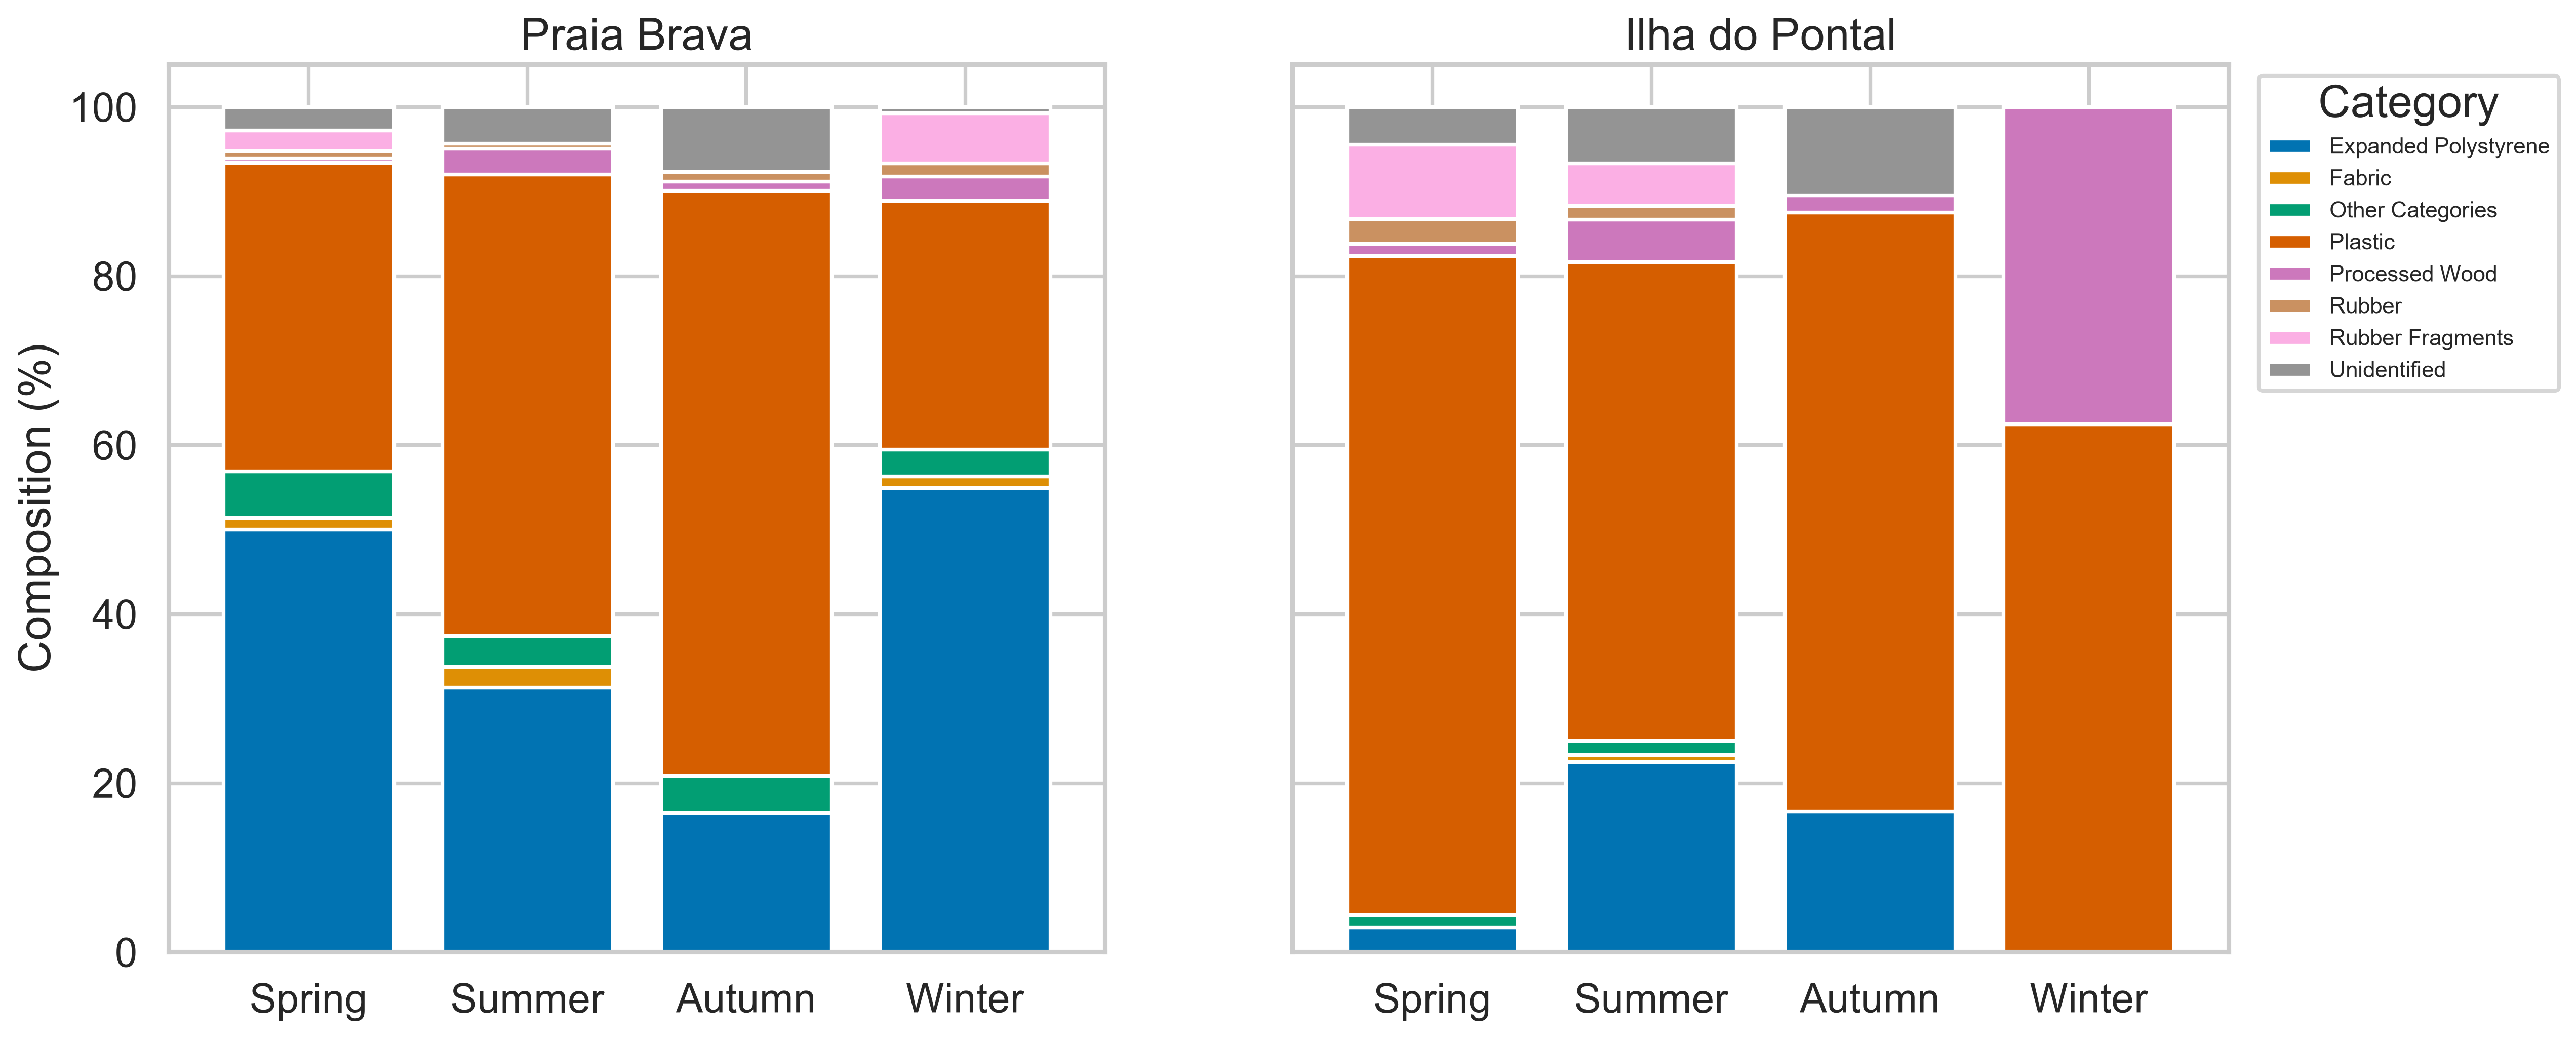 Praia Brava
Ilha do Pontal
Composition (%)
100
80
60
40
20
0
Spring Summer Autumn Winter
Spring Summer Autumn Winter
Category
Expanded Polystyrene
Fabric
Other Categories
Plastic
Processed Wood
Rubber
Rubber Fragments
Unidentified